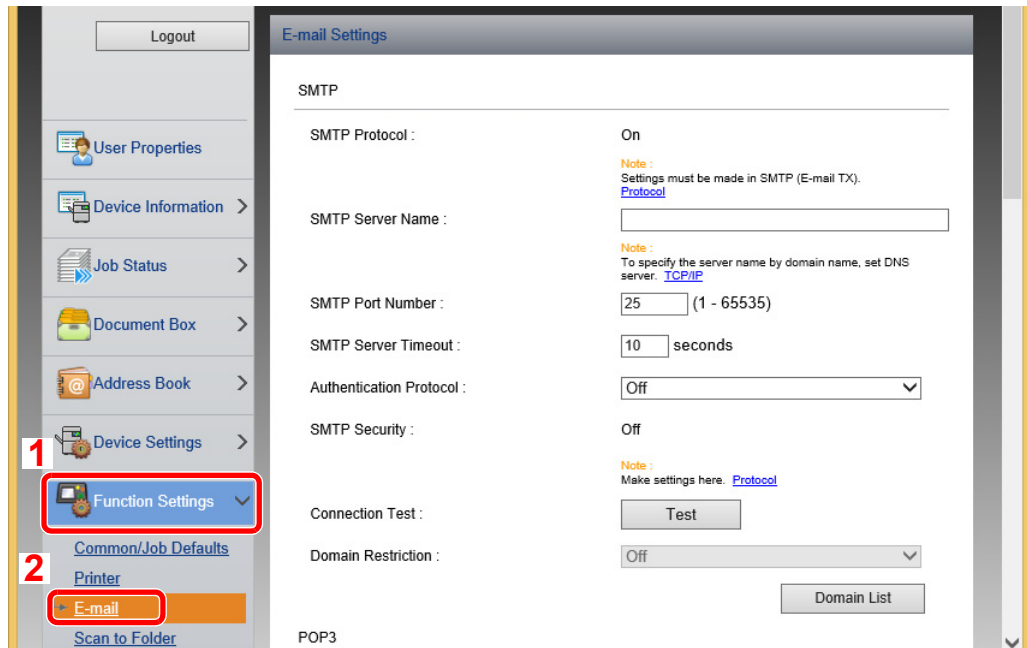 Logout
User Properties
Device Information
Job Status
Document Box
Address Book
Device Settings
1
Function Settings
Common/Job Defaults
2
Printer
E-mail
Scan to Folder
E-mail Settings
SMTP
SMTP Protocol :
On
Note :
Settings must be made in SMTP (E-mail TX).
Protocol
SMTP Server Name :
Note :
To specify the server name by domain name, set DNS
server. TCP/IP
SMTP Port Number :
25 (1 - 65535)
SMTP Server Timeout :
10 seconds
Authentication Protocol :
Off
SMTP Security :
Off
Note :
Make settings here. Protocol
Connection Test :
Test
Domain Restriction :
Off
Domain List
POP3